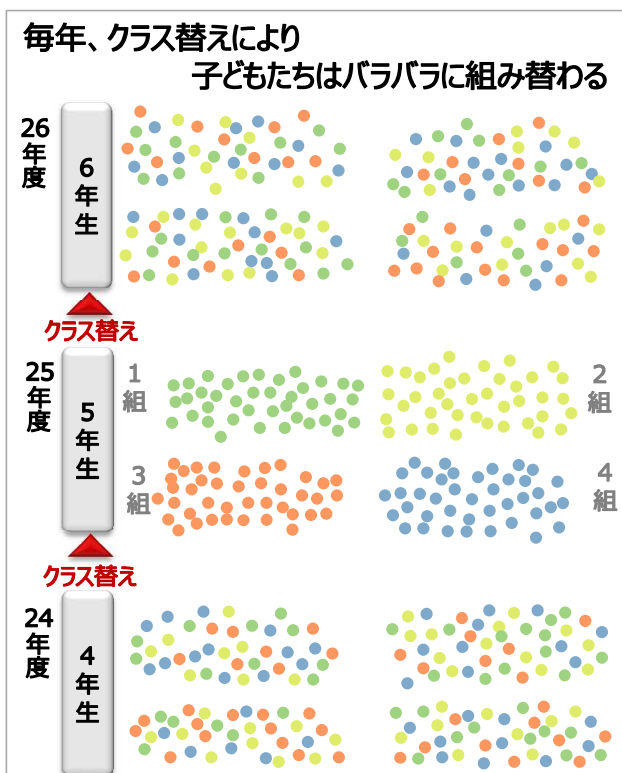 毎年、クラス替えにより
子どもたちはバラバラに組み替わる
26
年度
6
年
生
クラス替え
25
年度
5
年
生
1
組
2
組
3
組
4
組
クラス替え
24
年度
4
年
生